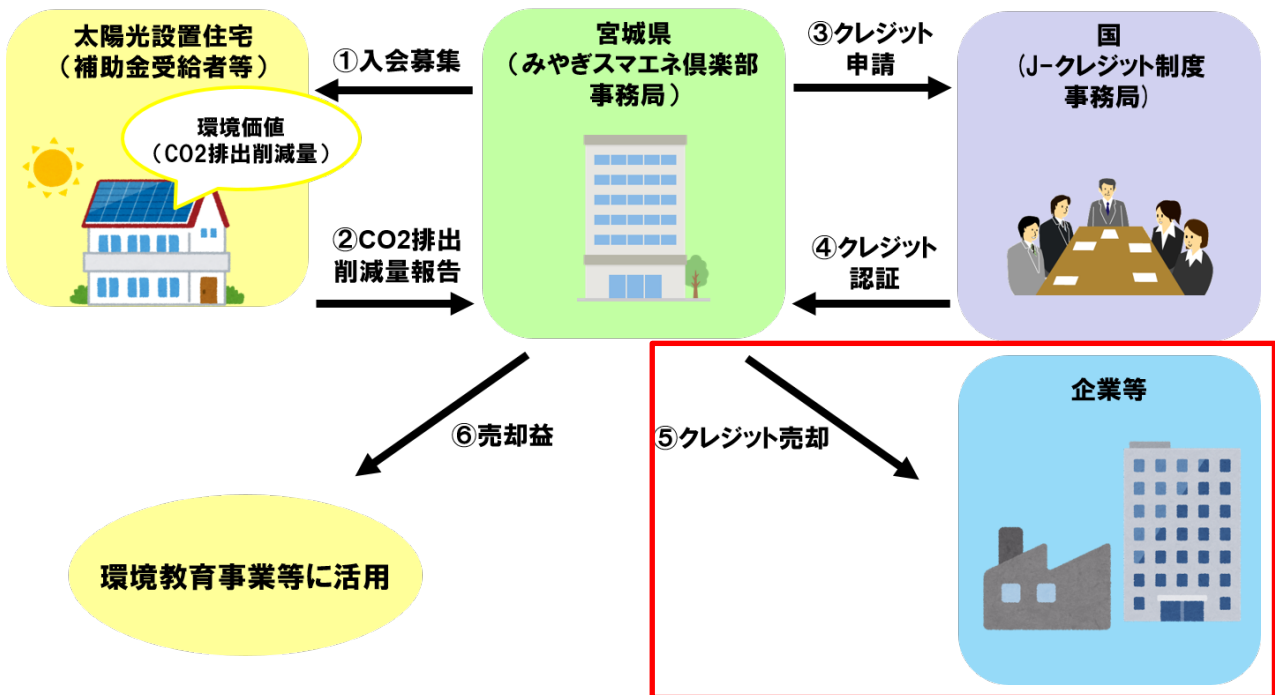 太陽光設置住宅
（補助金受給者等）
環境価値
（CO2排出削減量）
①入会募集
②CO2排出
削減量報告
宮城県
（みやぎスマエネ倶楽部
事務局）
③クレジット
申請
④クレジット
認証
国
(J-クレジット制度
事務局)
⑤クレジット売却
企業等
⑥売却益
環境教育事業等に活用